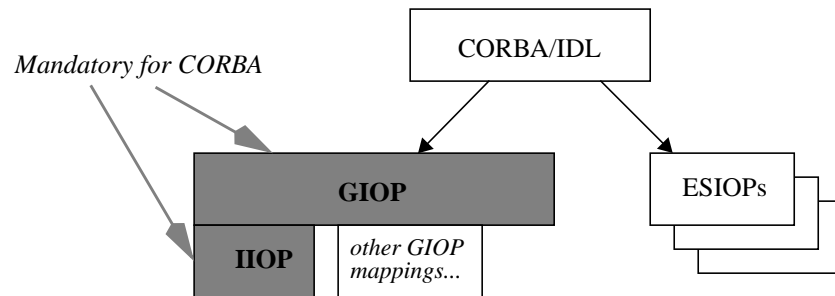 CORBA/IDL
Mandatory for CORBA
GIOP
ESIOPs
IIOP
other GIOP
mappings...